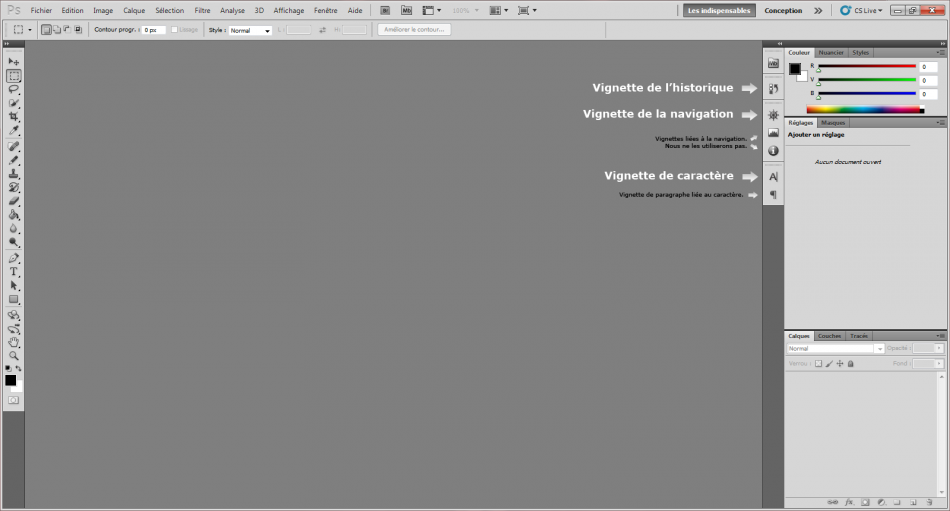 Ps Fichier Edition Image Calque Sélection Filtre Analyse 3D Affichage Fenêtre Aide Br Mb 100% Les indispensables Conception CS Live
Contour progr. : 0 px Lissage Style : Normal L : H : Améliorer le contour...
Couleur Nuancier Styles
R 0
V 0
B 0
Vignette de l'historique
Vignette de la navigation
Vignettes liées à la navigation.
Nous ne les utiliserons pas.
Vignette de caractère
Vignette de paragraphe liée au caractère.
Réglages Masques
Ajouter un réglage
Aucun document ouvert
Calques Couches Tracés
Normal Opacité :
Verrou : Fond :